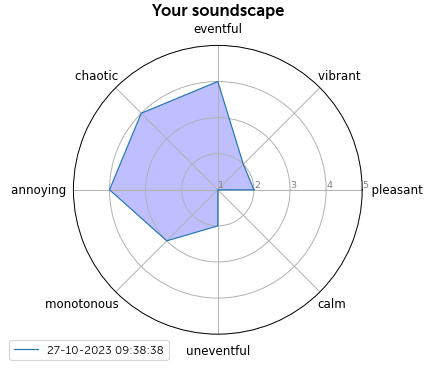 Your soundscape
eventful
chaotic
vibrant
annoying
1
2
3
4
5
pleasant
monotonous
calm
27-10-2023 09:38:38
uneventful